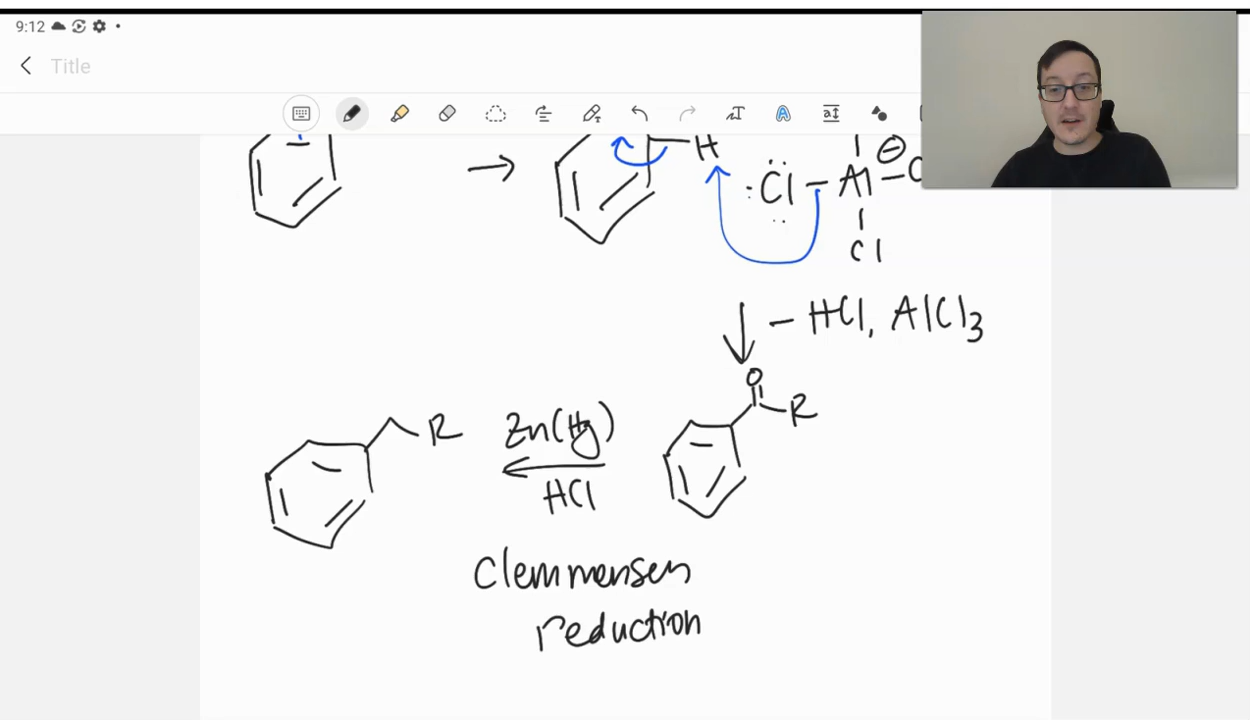 9:12
Title
H
:Cl – Al – C
Cl
– HCl, AlCl3
O
R
R
Zn(Hg)
HCl
Clemmensen
reduction